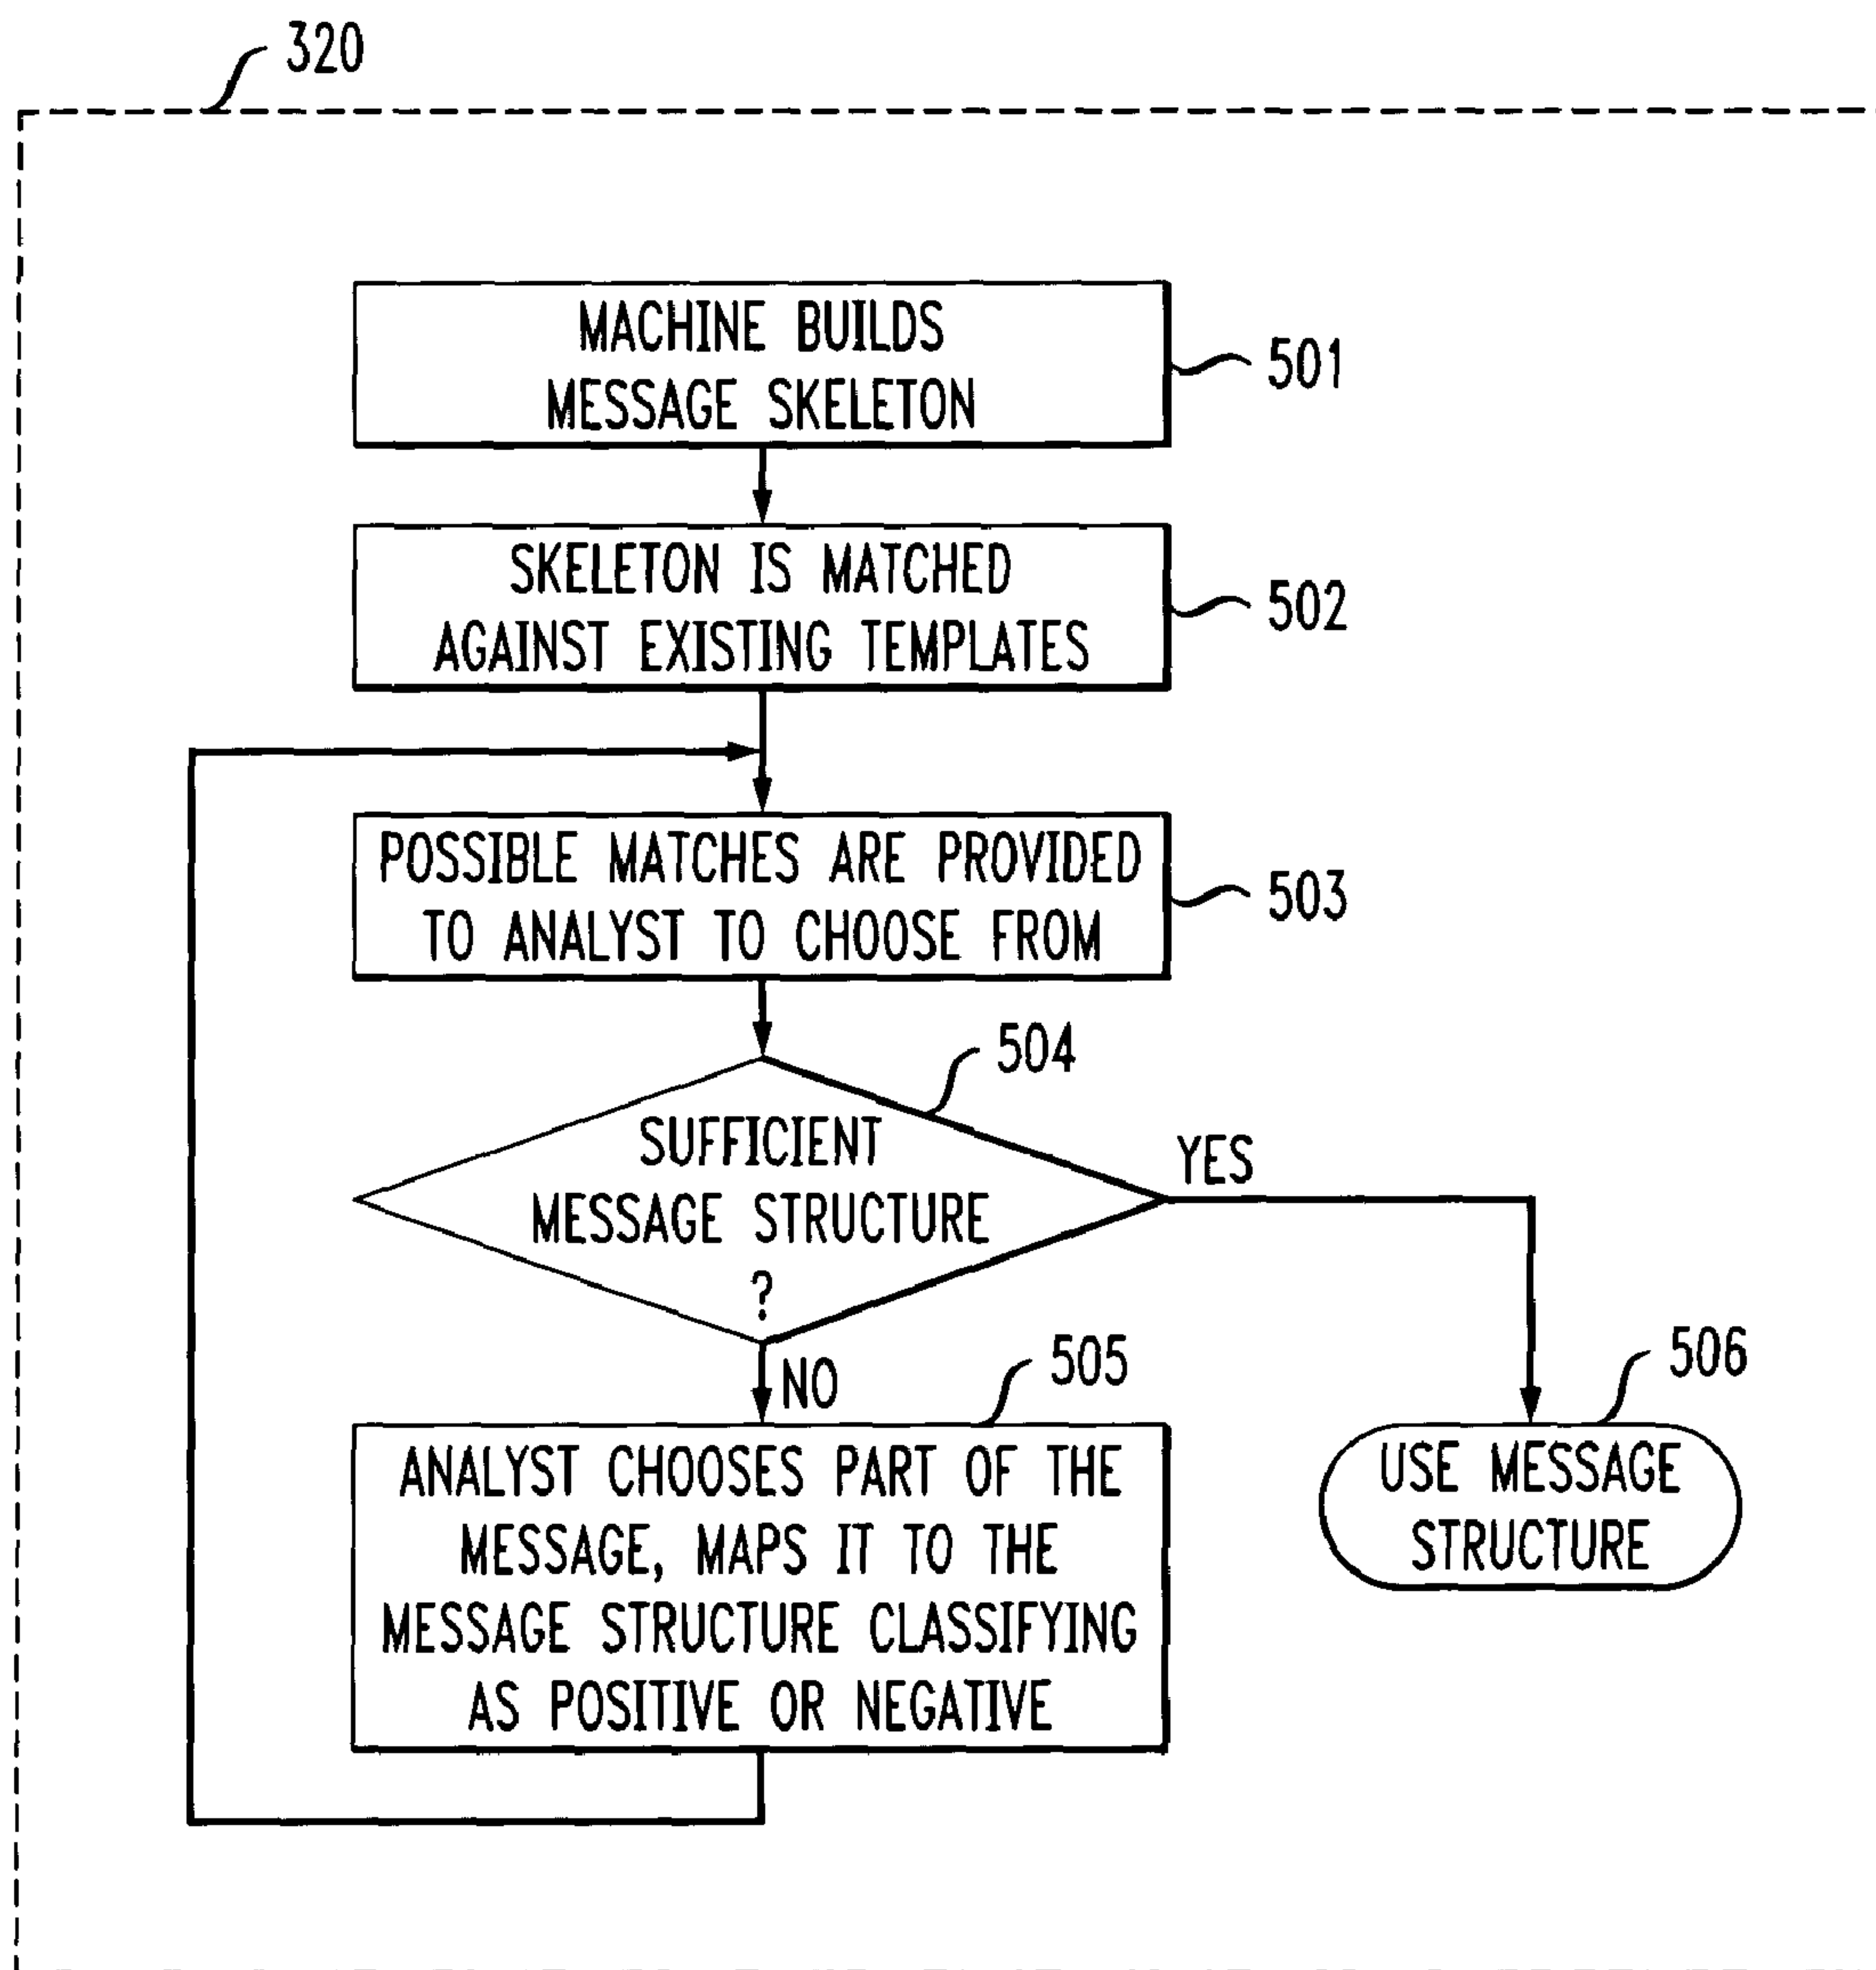 320
MACHINE BUILDS
MESSAGE SKELETON
501
SKELETON IS MATCHED
AGAINST EXISTING TEMPLATES
502
POSSIBLE MATCHES ARE PROVIDED
TO ANALYST TO CHOOSE FROM
503
504
SUFFICIENT
MESSAGE STRUCTURE
?
YES
NO
505
ANALYST CHOOSES PART OF THE
MESSAGE, MAPS IT TO THE
MESSAGE STRUCTURE CLASSIFYING
AS POSITIVE OR NEGATIVE
506
USE MESSAGE
STRUCTURE